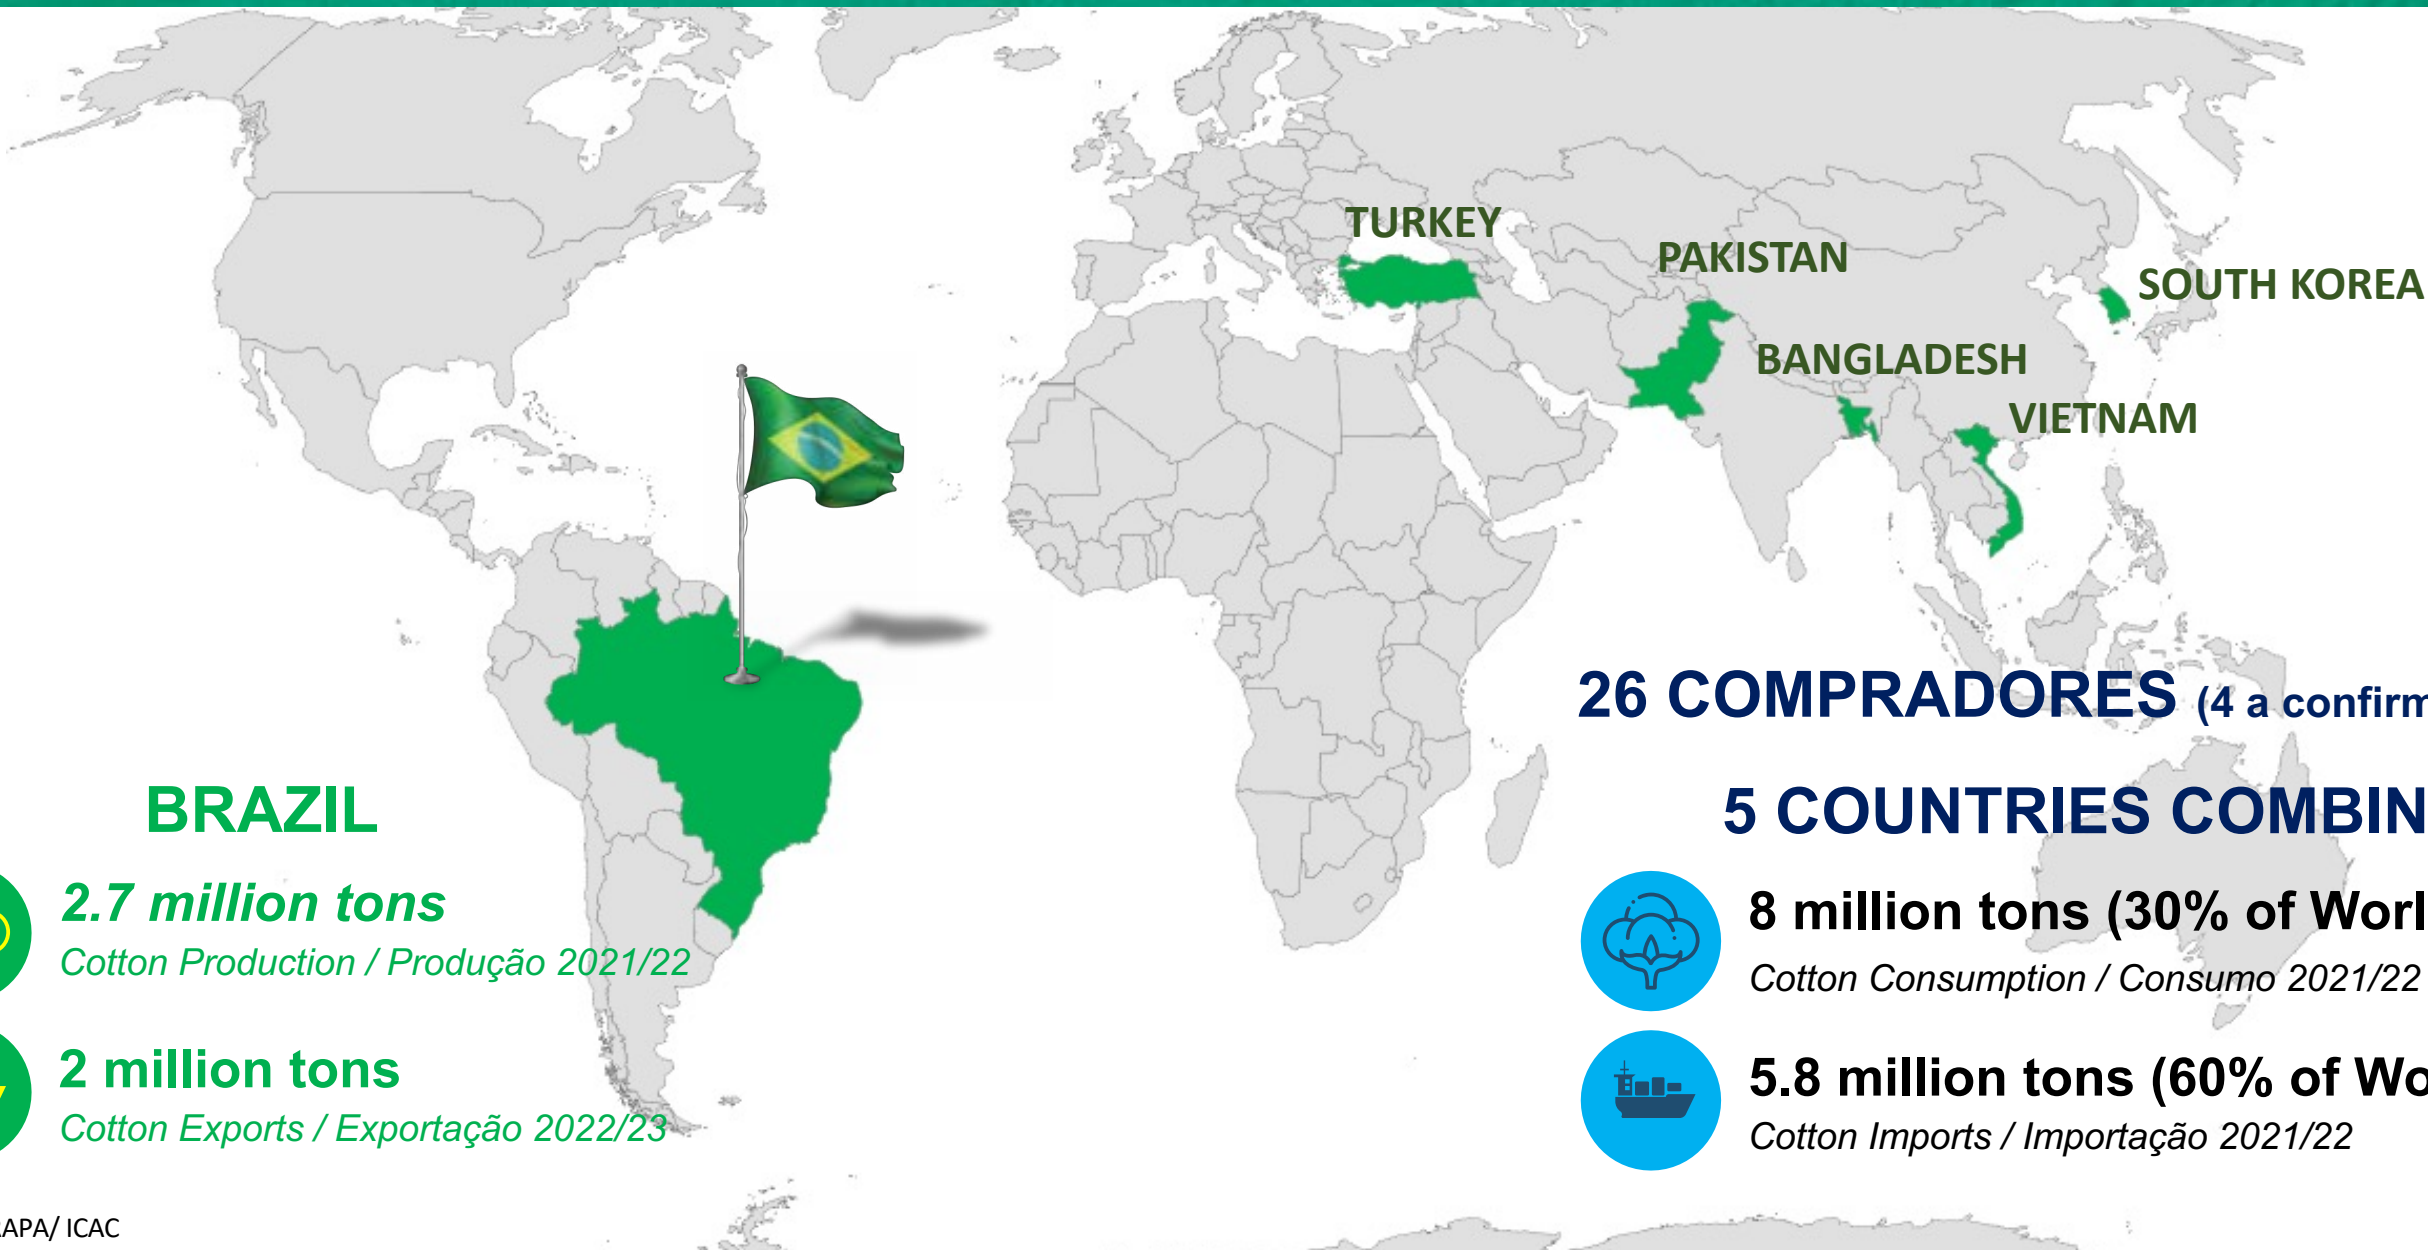 TURKEY
PAKISTAN
SOUTH KOREA
BANGLADESH
VIETNAM
26 COMPRADORES (4 a confirm
5 COUNTRIES COMBIN
8 million tons (30% of Worl
Cotton Consumption / Consumo 2021/22
5.8 million tons (60% of Wo
Cotton Imports / Importação 2021/22
BRAZIL
2.7 million tons
Cotton Production / Produção 2021/22
2 million tons
Cotton Exports / Exportação 2022/23
APA/ ICAC